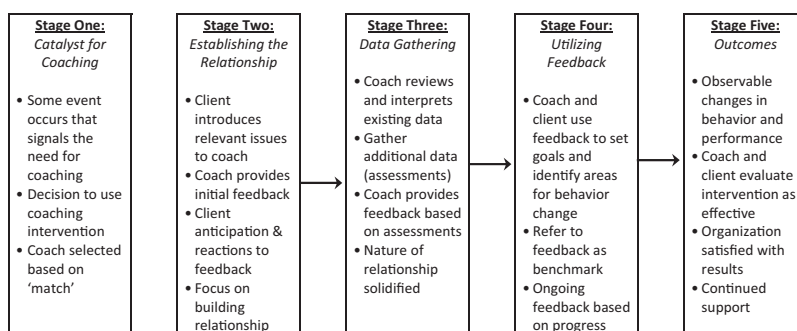 Stage One:
Catalyst for
Coaching
• Some event
occurs that
signals the
need for
coaching
• Decision to use
coaching
intervention
• Coach selected
based on
‘match’
Stage Two:
Establishing the
Relationship
• Client
introduces
relevant issues
to coach
• Coach provides
initial feedback
• Client
anticipation &
reactions to
feedback
• Focus on
building
relationship
Stage Three:
Data Gathering
• Coach reviews
and interprets
existing data
• Gather
additional data
(assessments)
• Coach provides
feedback based
on assessments
• Nature of
relationship
solidified
Stage Four:
Utilizing
Feedback
• Coach and
client use
feedback to set
goals and
identify areas
for behavior
change
• Refer to
feedback as
benchmark
• Ongoing
feedback based
on progress
Stage Five:
Outcomes
• Observable
changes in
behavior and
performance
• Coach and
client evaluate
intervention as
effective
• Organization
satisfied with
results
• Continued
support